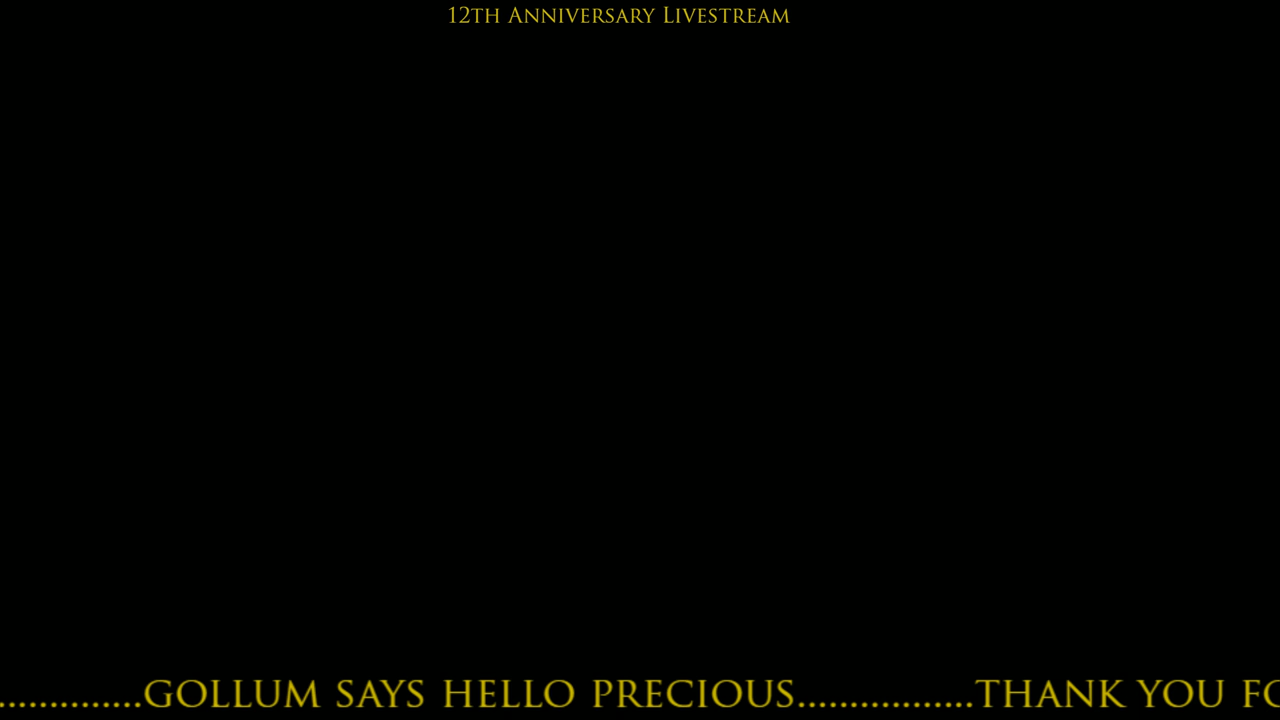 12th Anniversary Livestream
..............GOLLUM SAYS HELLO PRECIOUS.................THANK YOU